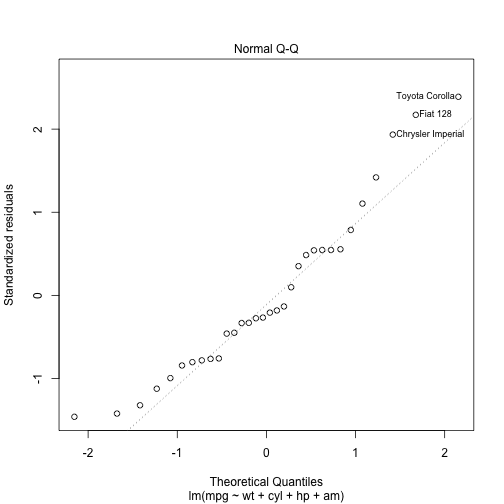 Normal Q-Q
Toyota Corolla
Fiat 128
Chrysler Imperial
Standardized residuals
2
1
0
-1
-2
-1
0
1
2
Theoretical Quantiles
lm(mpg ~ wt + cyl + hp + am)